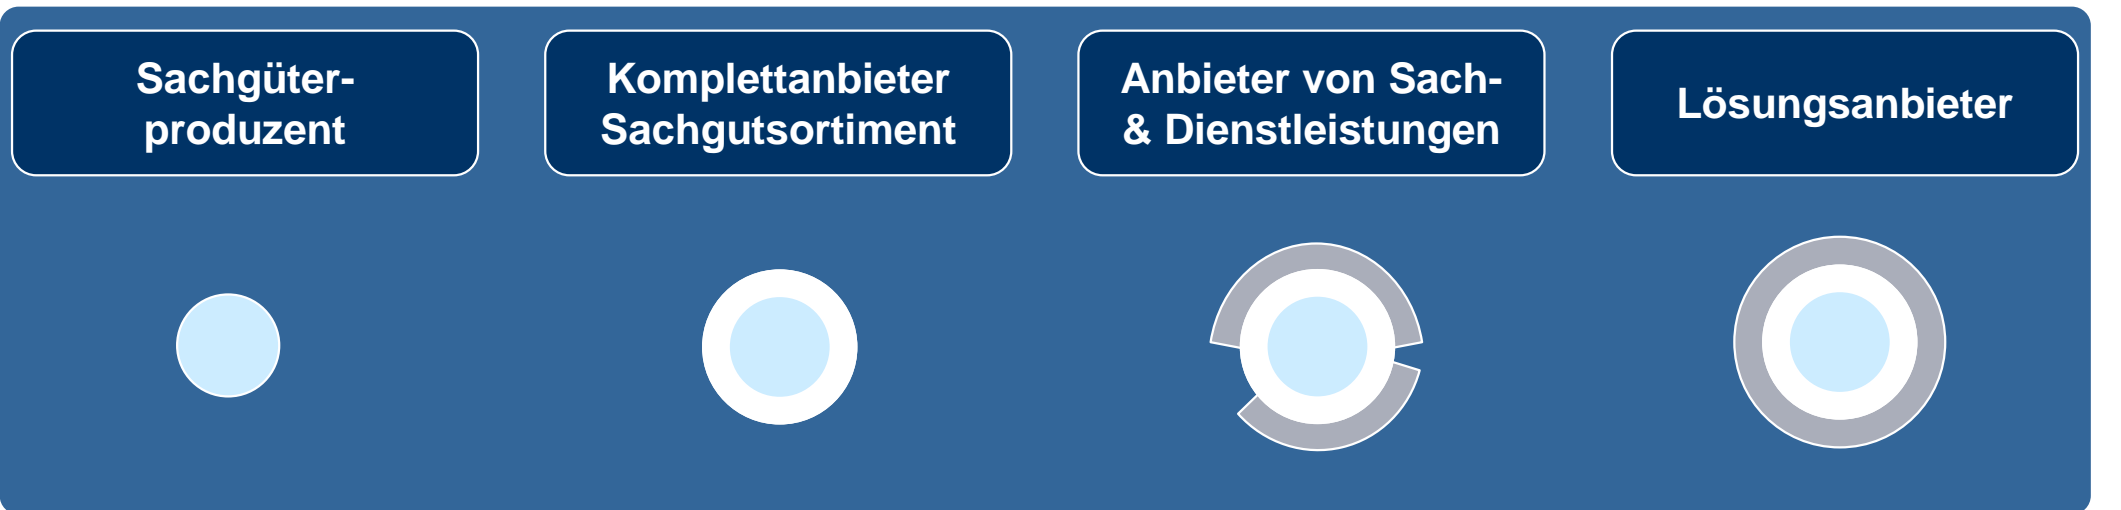 Sachgüter-
produzent
Komplettanbieter
Sachgutsortiment
Anbieter von Sach-
& Dienstleistungen
Lösungsanbieter